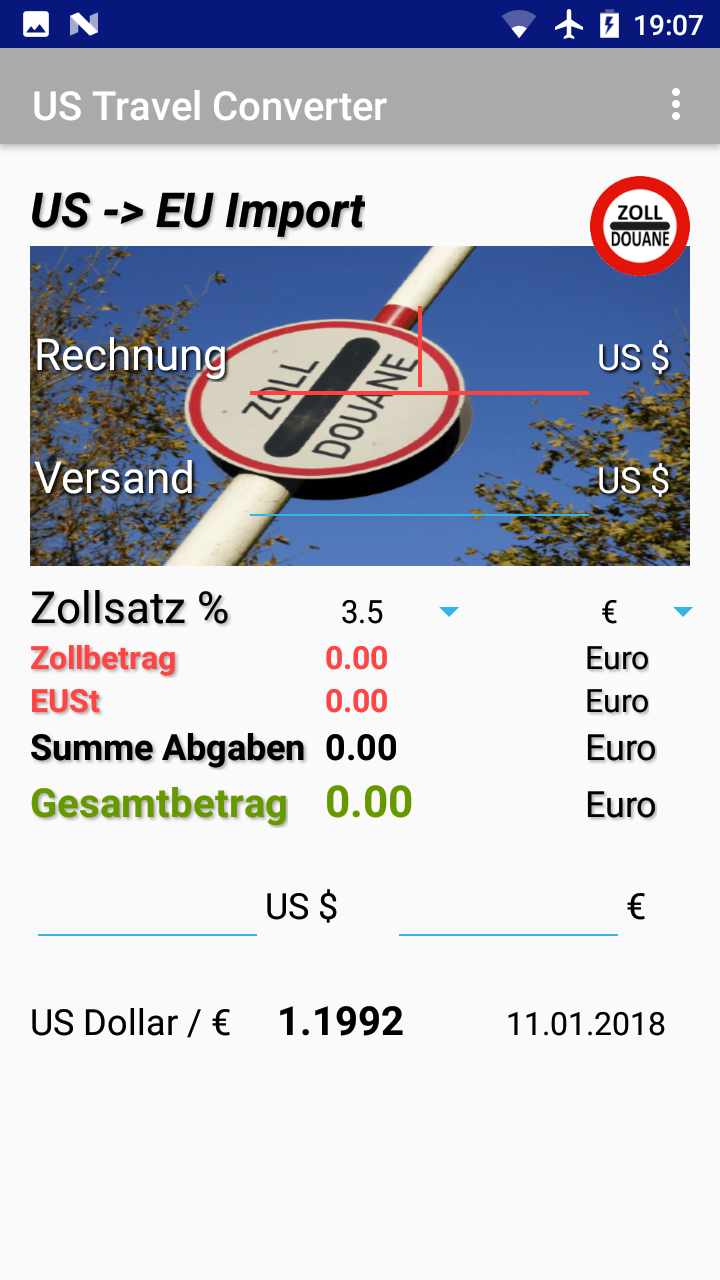 19:07
US Travel Converter
US -> EU Import
ZOLL
DOUANE
Rechnung US $
ZOLL
DOUANE
Versand US $
Zollsatz % 3.5 €
Zollbetrag 0.00 Euro
EUSt 0.00 Euro
Summe Abgaben 0.00 Euro
Gesamtbetrag 0.00 Euro
US $ €
US Dollar / € 1.1992 11.01.2018